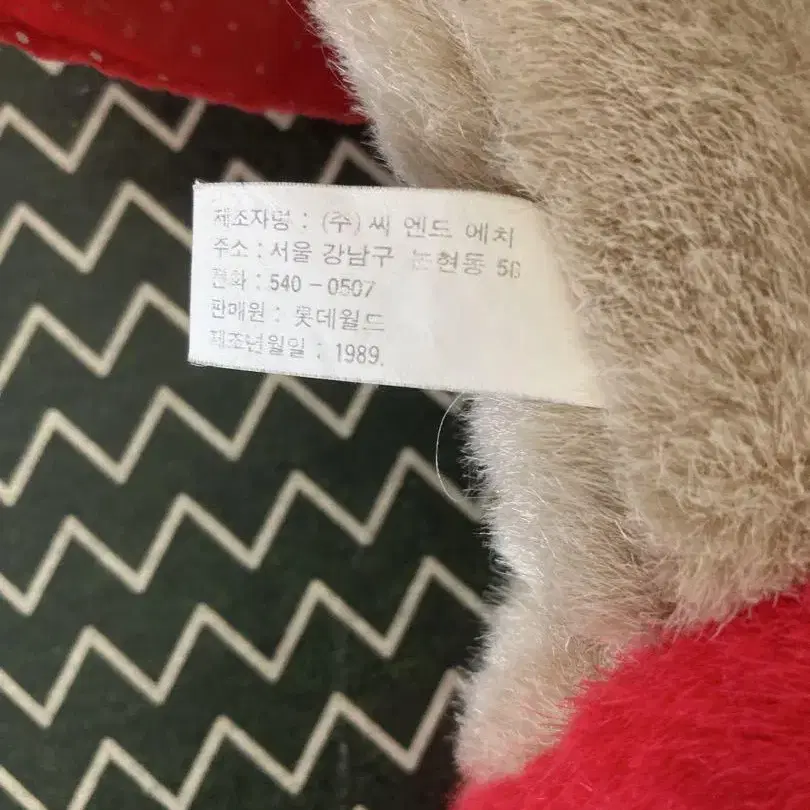 제조자명 : (주) 씨 엔드 에치
주소 : 서울 강남구 논현동
전화 : 540-0507
판매원 : 롯데월드
제조년월일 : 1989.